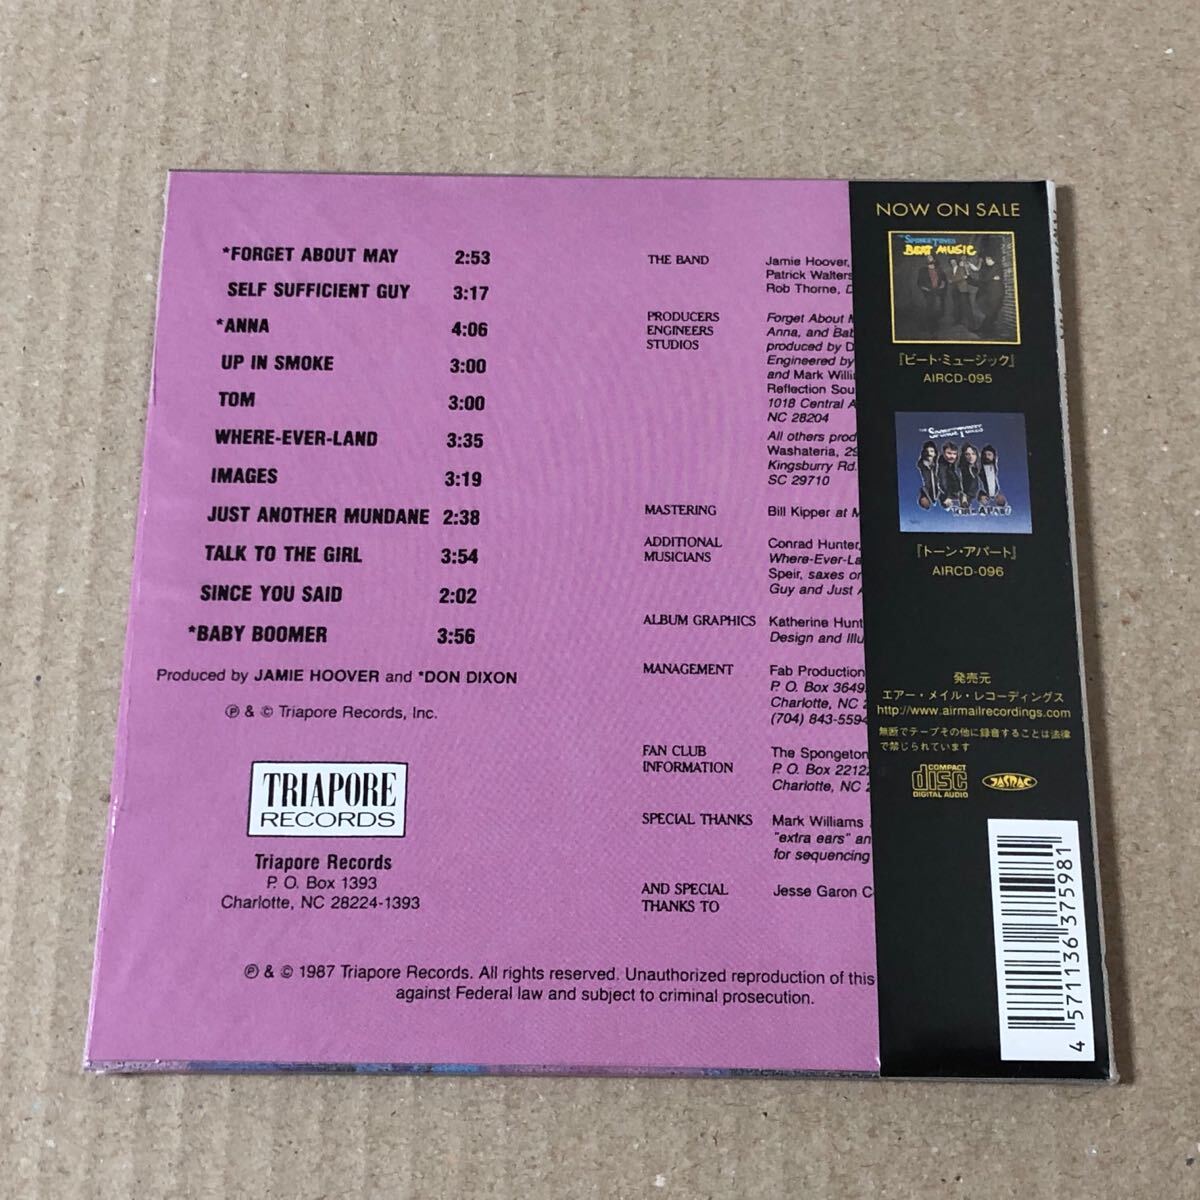 *FORGET ABOUT MAY 2:53
SELF SUFFICIENT GUY 3:17
*ANNA 4:06
UP IN SMOKE 3:00
TOM 3:00
WHERE-EVER-LAND 3:35
IMAGES 3:19
JUST ANOTHER MUNDANE 2:38
TALK TO THE GIRL 3:54
SINCE YOU SAID 2:02
*BABY BOOMER 3:56
Produced by JAMIE HOOVER and *DON DIXON
℗ & © Triapore Records, Inc.
TRIAPORE
RECORDS
Triapore Records
P. O. Box 1393
Charlotte, NC 28224-1393
THE BAND Jamie Hoover,
Patrick Walters
Rob Thorne, D
PRODUCERS Forget About M
ENGINEERS Anna, and Bab
STUDIOS produced by D
Engineered by
and Mark Willi
Reflection Sou
1018 Central A
NC 28204
All others prod
Washateria, 29
Kingsburry Rd.
SC 29710
MASTERING Bill Kipper at M
ADDITIONAL Conrad Hunter,
MUSICIANS Where-Ever-La
Speir, saxes on
Guy and Just A
ALBUM GRAPHICS Katherine Hunt
Design and Illu
MANAGEMENT Fab Production
P. O. Box 3649
Charlotte, NC 2
(704) 843-5594
FAN CLUB The Spongeton
INFORMATION P. O. Box 22122
Charlotte, NC 2
SPECIAL THANKS Mark Williams
"extra ears" an
for sequencing
AND SPECIAL Jesse Garon C
THANKS TO
℗ & © 1987 Triapore Records. All rights reserved. Unauthorized reproduction of this
against Federal law and subject to criminal prosecution.
NOW ON SALE
THE SPONGETONES
BEAT MUSIC
『ビート・ミュージック』
AIRCD-095
THE SPONGETONES
TORN APART
『トーン・アパート』
AIRCD-096
発売元
エアー・メイル・レコーディングス
http://www.airmailrecordings.com
無断でテープその他に録音することは法律
で禁じられています
COMPACT
disc
DIGITAL AUDIO
JASRAC
4 571136 375981